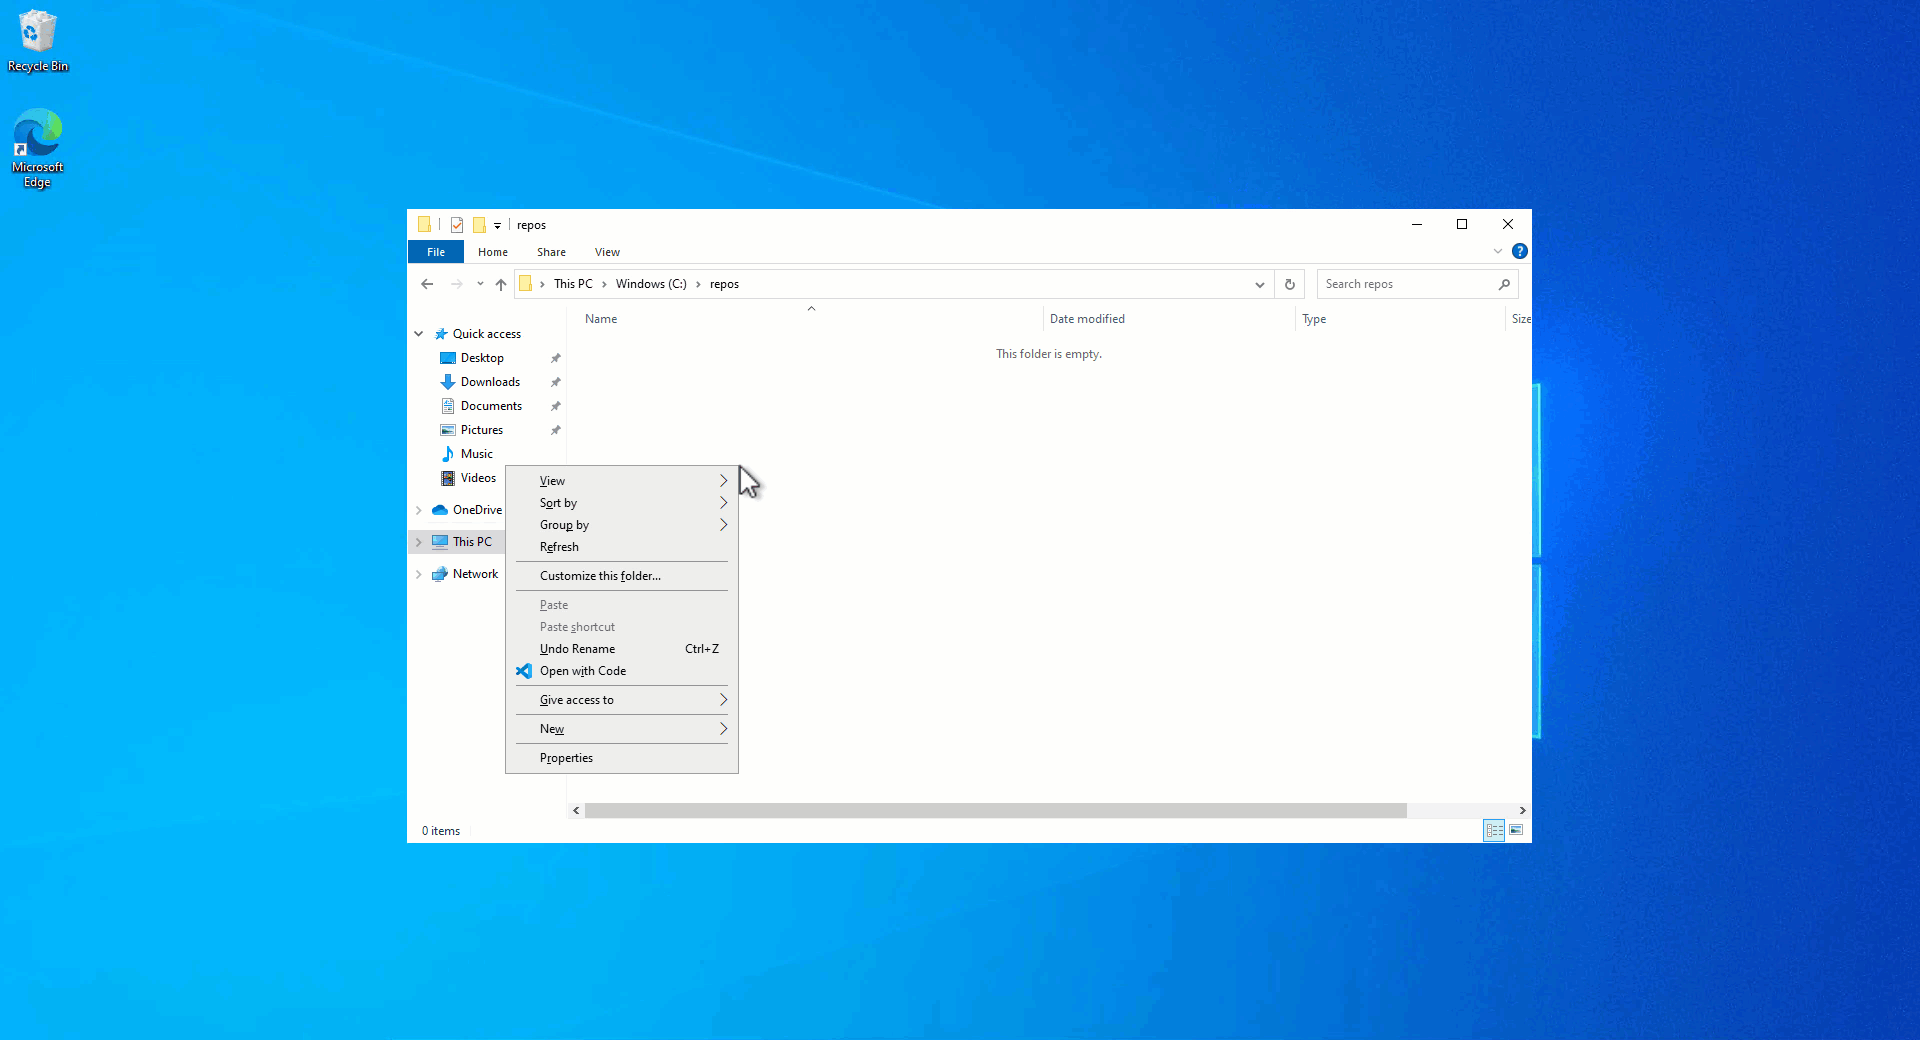 Recycle Bin
Microsoft
Edge
repos
File Home Share View
This PC Windows (C:) repos
Search repos
Name Date modified Type Size
This folder is empty.
Quick access
Desktop
Downloads
Documents
Pictures
Music
Videos
OneDrive
This PC
Network
View
Sort by
Group by
Refresh
Customize this folder...
Paste
Paste shortcut
Undo Rename Ctrl+Z
Open with Code
Give access to
New
Properties
0 items